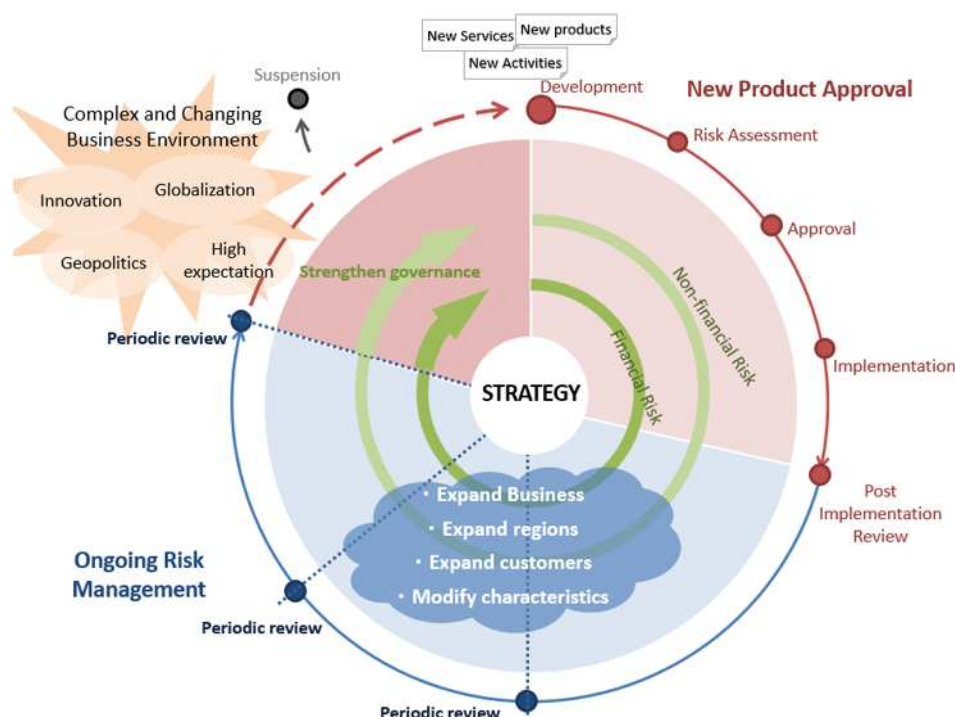 New Services
New products
New Activities
Suspension
Development
New Product Approval
Complex and Changing
Business Environment
Risk Assessment
Innovation
Globalization
Approval
Geopolitics
High
expectation
Strengthen governance
Non-financial Risk
Financial Risk
Periodic review
Implementation
STRATEGY
Post
Implementation
Review
· Expand Business
· Expand regions
· Expand customers
· Modify characteristics
Ongoing Risk
Management
Periodic review
Periodic review